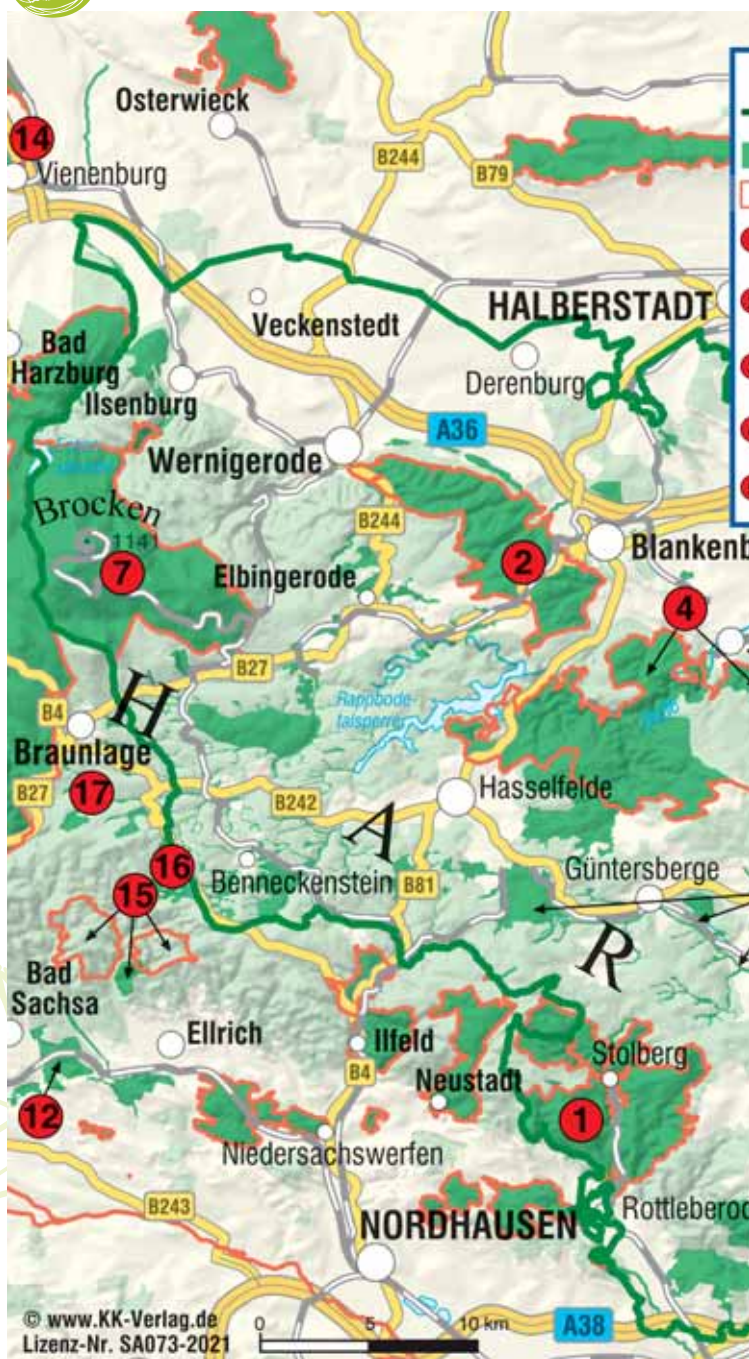 Osterwieck
14
B244
Vienenburg
B79
HALBERSTADT
Veckenstedt
Bad
Harzburg
Derenburg
Ilsenburg
A36
Wernigerode
Brocken
B244
1141
Blankenb
2
7
Elbingerode
4
B27
H
Rappbode-
talsperre
B4
Braunlage
17
B27
Hasselfelde
B242
A
16
Güntersberge
Benneckenstein
B81
15
R
Bad
Sachsa
Ellrich
Ilfeld
Stolberg
B4
Neustadt
12
1
Niedersachswerfen
B243
Rottleberod
NORDHAUSEN
© www.KK-Verlag.de
Lizenz-Nr. SA073-2021
0 5 10 km
A38